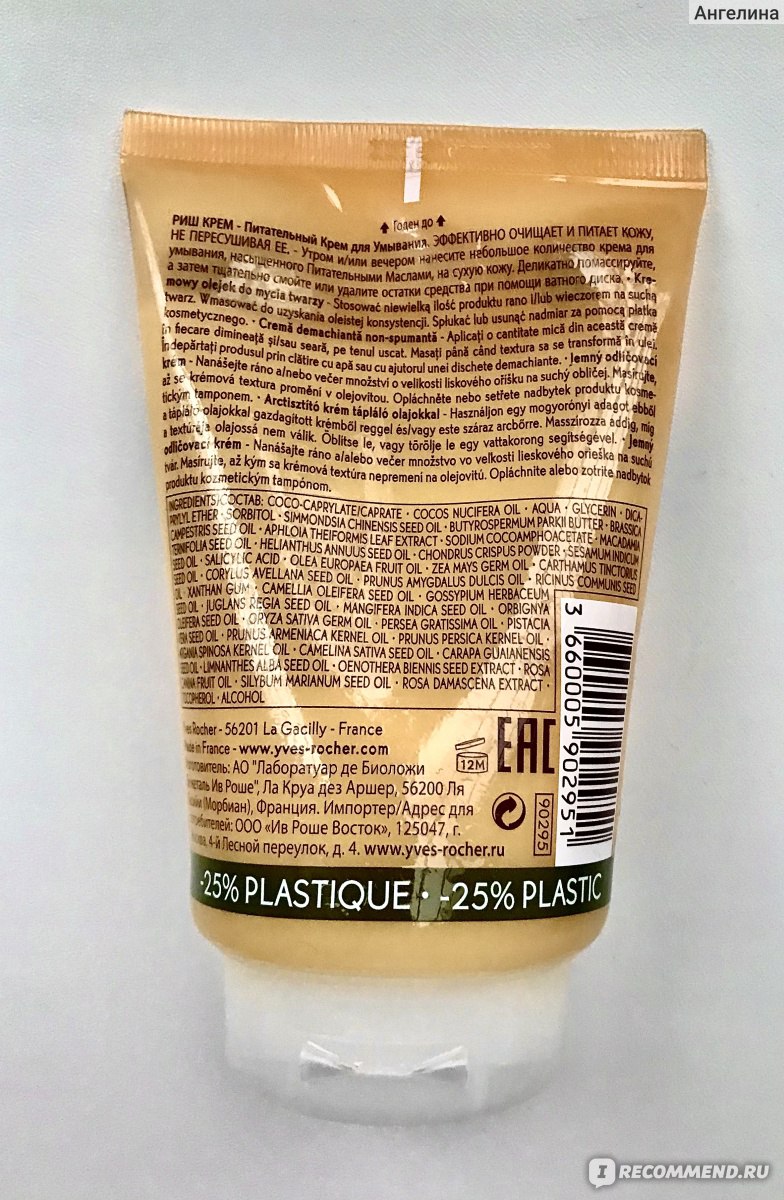 Ангелина
Годен до
РИШ КРЕМ - Питательный Крем для Умывания. ЭФФЕКТИВНО ОЧИЩАЕТ И ПИТАЕТ КОЖУ,
НЕ ПЕРЕСУШИВАЯ ЕЕ. - Утром и/или вечером нанесите небольшое количество крема для
умывания, насыщенного Питательными Маслами, на сухую кожу. Деликатно помассируйте,
а затем тщательно смойте или удалите остатки средства при помощи ватного диска. • Kre-
mowy olejek do mycia twarzy - Stosować niewielką ilość produktu rano i/lub wieczorem na suchą
twarz. Wmasować do uzyskania oleistej konsystencji. Spłukać lub usunąć nadmiar za pomocą płatka
kosmetycznego. • Cremă demachiantă non-spumantă - Aplicați o cantitate mică din această cremă
în fiecare dimineață și/sau seară, pe tenul uscat. Masați până când textura sa se transformă în ulei.
Îndepărtați produsul prin clătire cu apă sau cu ajutorul unei dischete demachiante. • Jemný odličovací
krém - Nanášejte ráno a/nebo večer množství o velikosti lískového oříšku na suchý obličej. Masírujte,
až se krémová textura promění v olejovitou. Opláchněte nebo setřete nadbytek produktu kosme-
tickým tamponem. • Arctisztító krém tápláló olajokkal - Használjon egy mogyorónyi adagot ebből
a tápláló olajokkal gazdagított krémből reggel és/vagy este száraz arcbőrre. Masszírozza addig, míg
a textúrája olajossá nem válik. Öblítse le, vagy törölje le egy vattakorong segítségével. • Jemný
odličovací krém - Nanášajte ráno a/alebo večer množstvo vo veľkosti lieskového orieška na suchú
tvár. Masírujte, až kým sa krémová textúra nepremení na olejovitú. Opláchnite alebo zotrite nadbytok
produktu kozmetickým tampónom.
INGREDIENTS/СОСТАВ: COCO-CAPRYLATE/CAPRATE • COCOS NUCIFERA OIL • AQUA • GLYCERIN • DICA-
PRYLYL ETHER • SORBITOL • SIMMONDSIA CHINENSIS SEED OIL • BUTYROSPERMUM PARKII BUTTER • BRASSICA
CAMPESTRIS SEED OIL • APHLOIA THEIFORMIS LEAF EXTRACT • SODIUM COCOAMPHOACETATE • MACADAMIA
TERNIFOLIA SEED OIL • HELIANTHUS ANNUUS SEED OIL • CHONDRUS CRISPUS POWDER • SESAMUM INDICUM
SEED OIL • SALICYLIC ACID • OLEA EUROPAEA FRUIT OIL • ZEA MAYS GERM OIL • CARTHAMUS TINCTORIUS
SEED OIL • CORYLUS AVELLANA SEED OIL • PRUNUS AMYGDALUS DULCIS OIL • RICINUS COMMUNIS SEED
OIL • XANTHAN GUM • CAMELLIA OLEIFERA SEED OIL • GOSSYPIUM HERBACEUM
SEED OIL • JUGLANS REGIA SEED OIL • MANGIFERA INDICA SEED OIL • ORBIGNYA
OLEIFERA SEED OIL • ORYZA SATIVA GERM OIL • PERSEA GRATISSIMA OIL • PISTACIA
VERA SEED OIL • PRUNUS ARMENIACA KERNEL OIL • PRUNUS PERSICA KERNEL OIL •
ARGANIA SPINOSA KERNEL OIL • CAMELINA SATIVA SEED OIL • CARAPA GUAIANENSIS
SEED OIL • LIMNANTHES ALBA SEED OIL • OENOTHERA BIENNIS SEED EXTRACT • ROSA
CANINA FRUIT OIL • SILYBUM MARIANUM SEED OIL • ROSA DAMASCENA EXTRACT •
TOCOPHEROL • ALCOHOL
Yves Rocher - 56201 La Gacilly - France
Made in France - www.yves-rocher.com
12M
EAC
3 660005 902951
90295
Изготовитель: АО "Лаборатуар де Биоложи
Вежеталь Ив Роше", Ла Круа дез Аршер, 56200 Ля
Гасийи (Морбиан), Франция. Импортер/Адрес для
потребителей: ООО «Ив Роше Восток», 125047, г.
Москва, 4-й Лесной переулок, д. 4. www.yves-rocher.ru
-25% PLASTIQUE • -25% PLASTIC
IRECOMMEND.RU